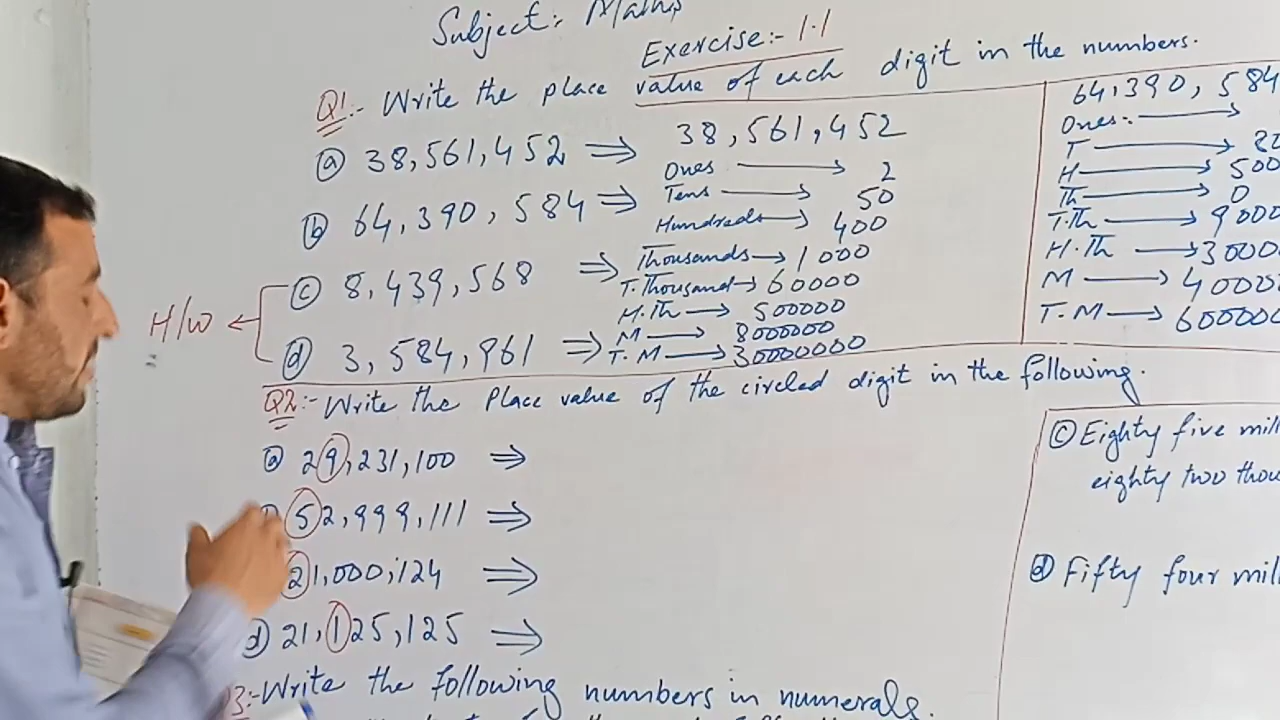 Subject:- Maths
Exercise:- 1.1
Q1:- Write the place value of each digit in the numbers.
(a) 38,561,452 ⇒
(b) 64,390,584 ⇒
(c) 8,439,568 ⇒
(d) 3,584,961 ⇒
H/W
38,561,452
Ones → 2
Tens → 50
Hundreds → 400
Thousands → 1000
T.Thousand → 60000
H.Th → 500000
M → 8000000
T.M → 30000000
64,390,584
Ones:- →
T →
H → 500
Th → 0
T.Th → 9000
H.Th → 3000
M → 4000
T.M → 60000
Q2:- Write the Place value of the circled digit in the following.
(a) 29,231,100 ⇒
52,999,111 ⇒
21,000,124 ⇒
(d) 21,125,125 ⇒
3:- Write the following numbers in numerals.
(c) Eighty five
eighty two
(d) Fifty four